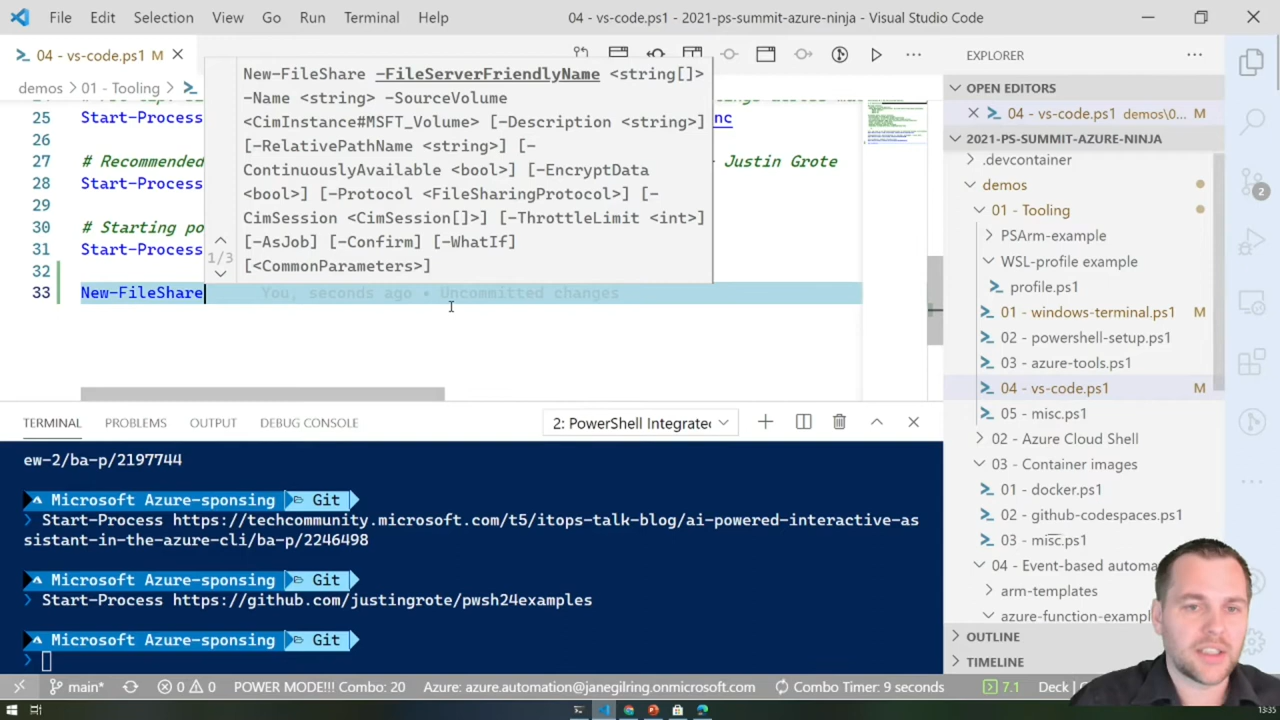 File Edit Selection View Go Run Terminal Help 04 - vs-code.ps1 - 2021-ps-summit-azure-ninja - Visual Studio Code
04 - vs-code.ps1 M
EXPLORER
demos 01 - Tooling
New-FileShare -FileServerFriendlyName <string[]>
-Name <string> -SourceVolume
<CimInstance#MSFT_Volume> [-Description <string>]
[-RelativePathName <string>] [-
ContinuouslyAvailable <bool>] [-EncryptData
<bool>] [-Protocol <FileSharingProtocol>] [-
CimSession <CimSession[]>] [-ThrottleLimit <int>]
[-AsJob] [-Confirm] [-WhatIf]
[<CommonParameters>]
1/3
25 Start-Process nc
26
27 # Recommended Justin Grote
28 Start-Process
29
30 # Starting po
31 Start-Process
32
33 New-FileShare You, seconds ago • Uncommitted changes
OPEN EDITORS
04 - vs-code.ps1 demos\0... M
2021-PS-SUMMIT-AZURE-NINJA
.devcontainer
demos
01 - Tooling
PSArm-example
WSL-profile example
profile.ps1
01 - windows-terminal.ps1 M
02 - powershell-setup.ps1
03 - azure-tools.ps1
04 - vs-code.ps1 M
05 - misc.ps1
02 - Azure Cloud Shell
03 - Container images
01 - docker.ps1
02 - github-codespaces.ps1
03 - misc.ps1
04 - Event-based automa
arm-templates
azure-function-exampl
OUTLINE
TIMELINE
2
TERMINAL PROBLEMS OUTPUT DEBUG CONSOLE 2: PowerShell Integrated
ew-2/ba-p/2197744
Microsoft Azure-sponsing Git
Start-Process https://techcommunity.microsoft.com/t5/itops-talk-blog/ai-powered-interactive-as
sistant-in-the-azure-cli/ba-p/2246498
Microsoft Azure-sponsing Git
Start-Process https://github.com/justingrote/pwsh24examples
Microsoft Azure-sponsing Git
main* 0 0 POWER MODE!!! Combo: 20 Azure: azure.automation@janegilring.onmicrosoft.com Combo Timer: 9 seconds 7.1 Deck
13:35